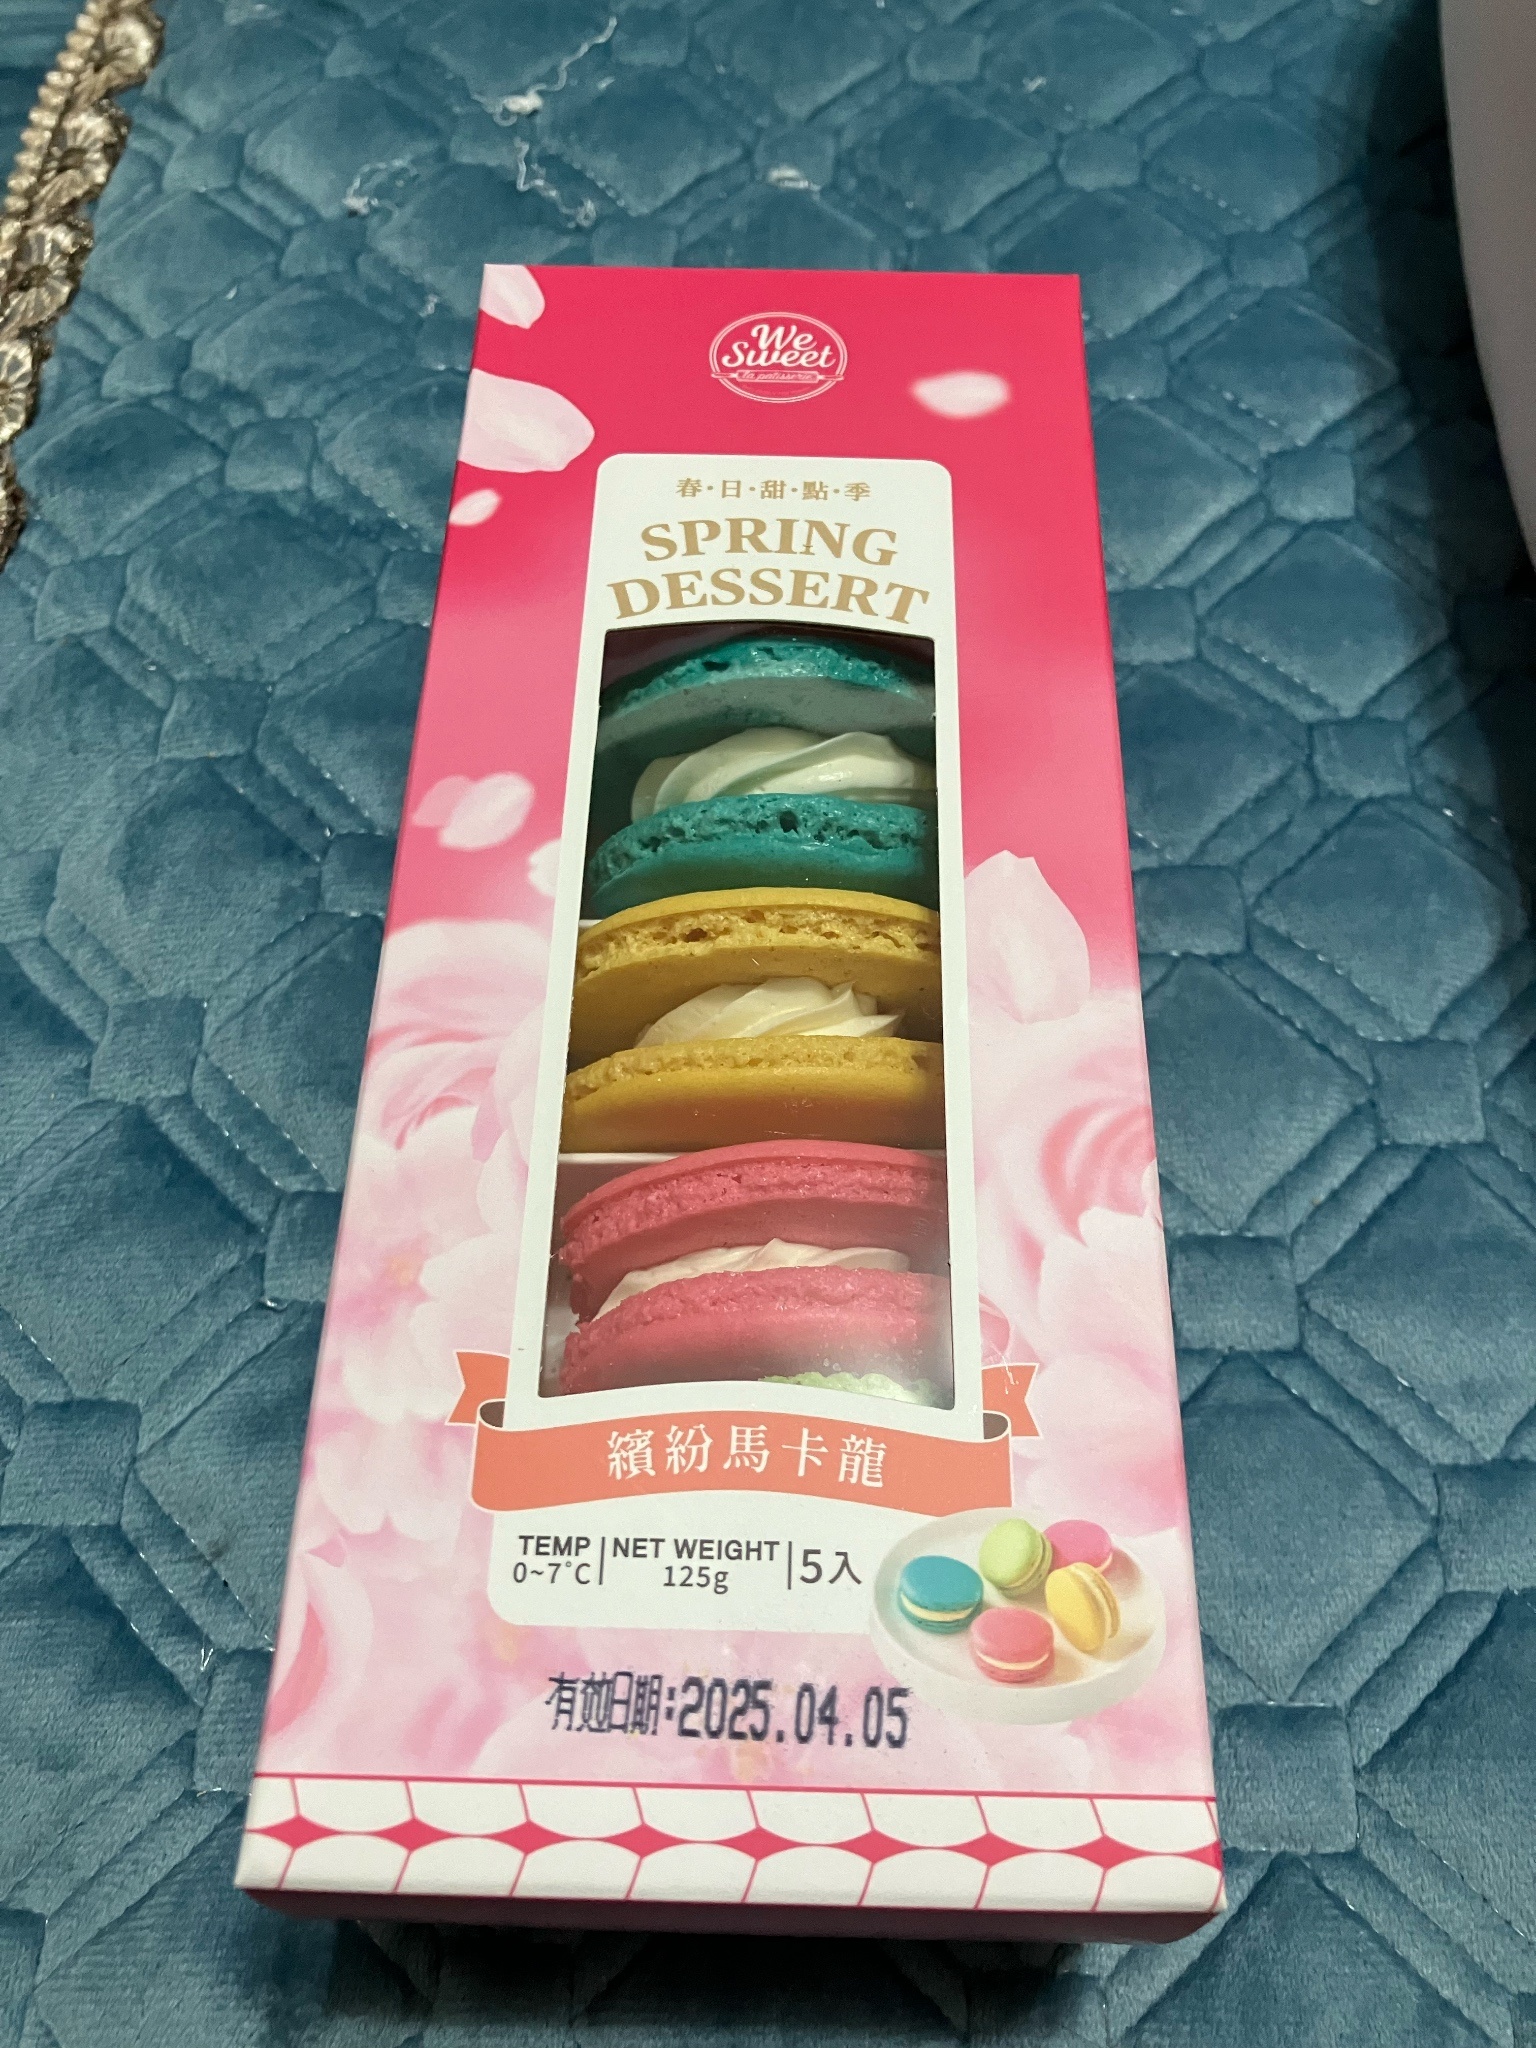 We
Sweet
la patisserie
春·日·甜·點·季
SPRING
DESSERT
繽紛馬卡龍
TEMP
0~7°C
NET WEIGHT
125g
5入
有效日期:2025.04.05